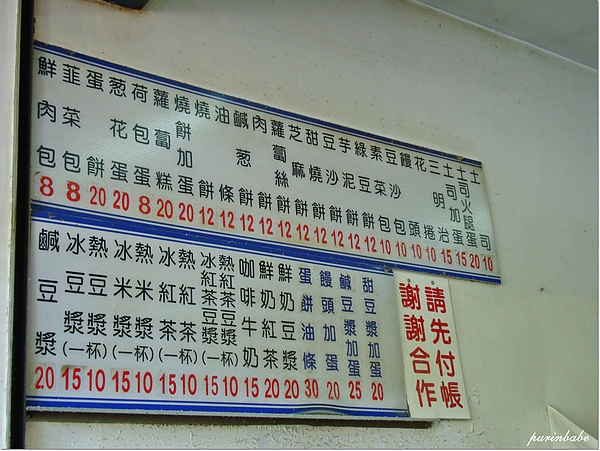 鮮肉包 8
韮菜包 8
蛋餅 20
葱花蛋 20
荷包蛋 8
蘿蔔糕 20
燒餅加蛋 20
燒餅 12
油條 12
鹹葱餅 12
肉餅 12
蘿蔔絲餅 12
芝麻餅 12
甜燒餅 12
豆沙餅 12
芋泥餅 12
綠豆餅 12
素菜包 10
豆沙包 10
饅頭 10
花捲 10
三明治 15
土司加蛋 15
土司火腿蛋 20
土司 10
鹹豆漿 20
冰豆漿 熱豆漿 (一杯) 15 10
冰米漿 熱米漿 (一杯) 15 10
冰紅茶 熱紅茶 (一杯) 15 10
冰紅茶豆漿 熱紅茶豆漿 (一杯) 15 10
咖啡牛奶 15
鮮奶紅茶 20
鮮奶豆漿 20
蛋餅油條 30
饅頭加蛋 20
鹹豆漿加蛋 25
甜豆漿加蛋 20
請先付帳
謝謝合作
purinbabe